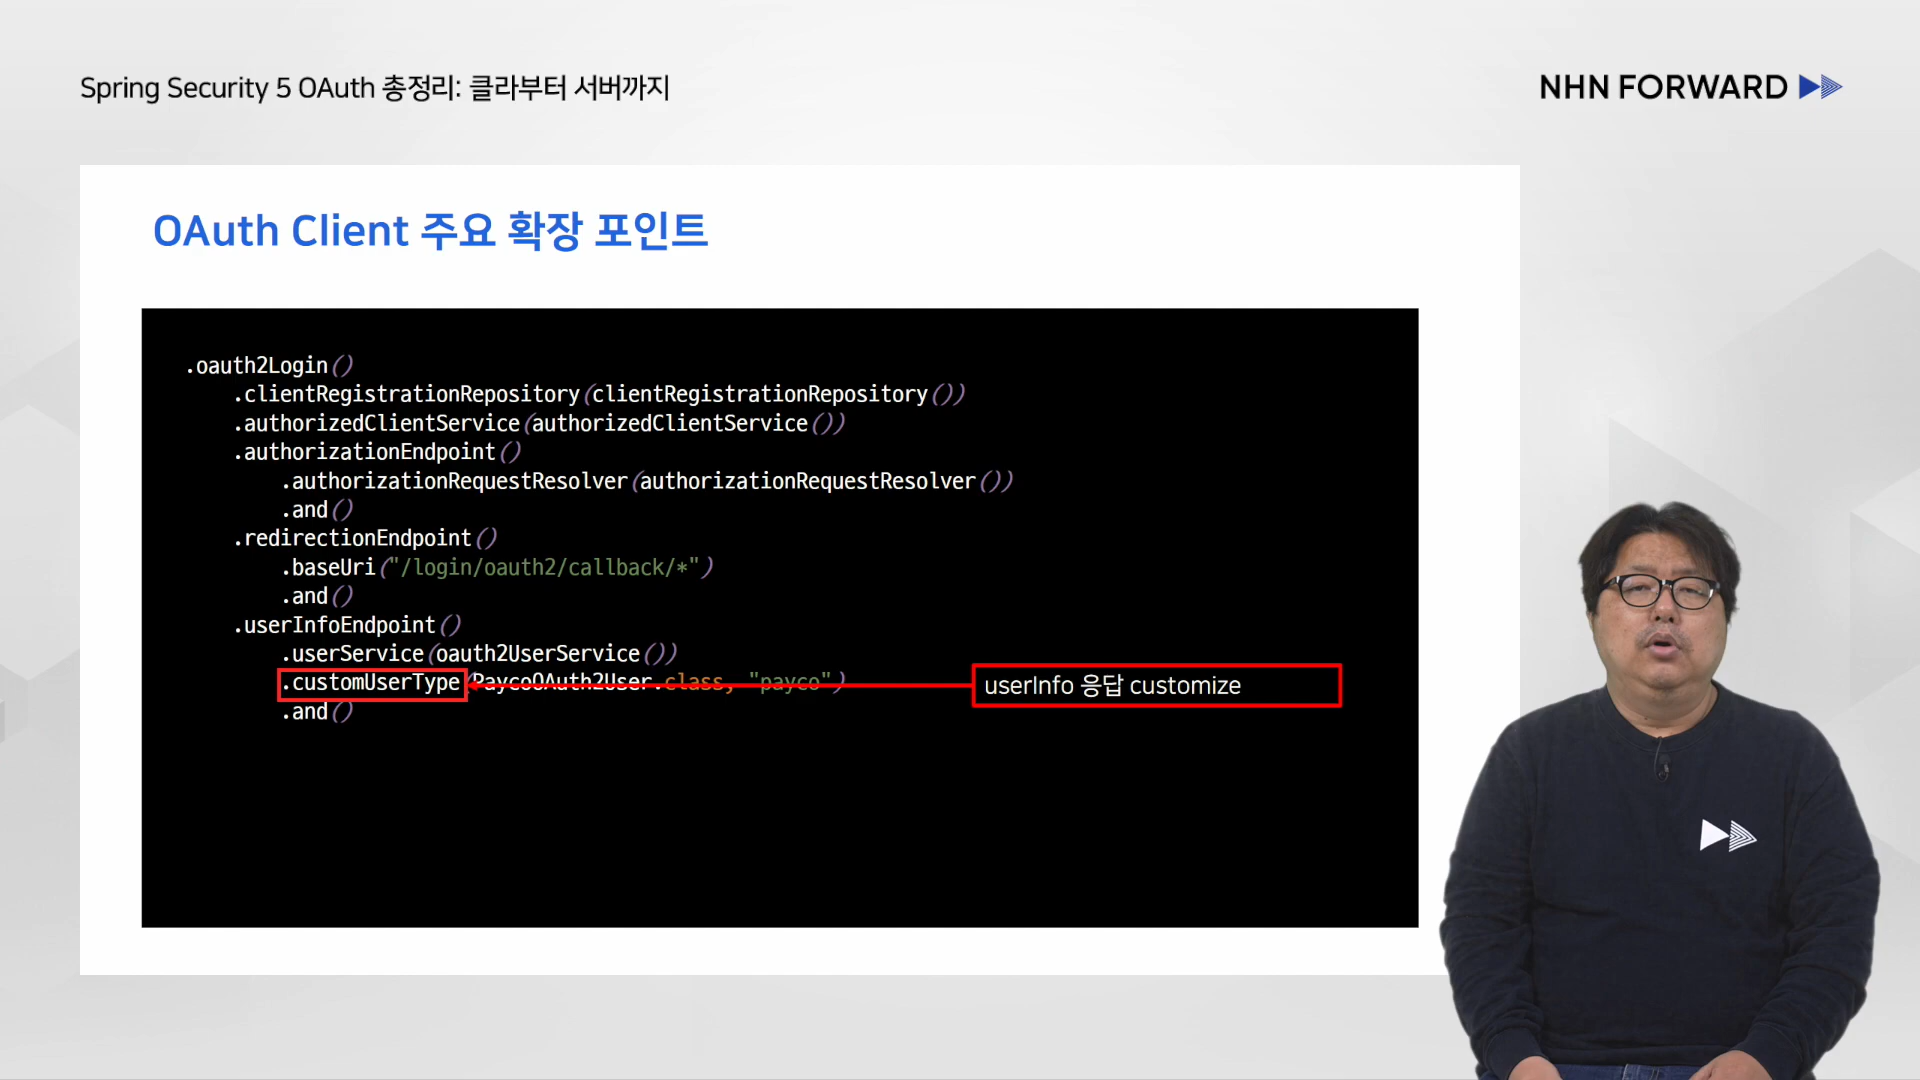 Spring Security 5 OAuth 총정리: 클라부터 서버까지
NHN FORWARD
OAuth Client 주요 확장 포인트
.oauth2Login()
.clientRegistrationRepository(clientRegistrationRepository())
.authorizedClientService(authorizedClientService())
.authorizationEndpoint()
.authorizationRequestResolver(authorizationRequestResolver())
.and()
.redirectionEndpoint()
.baseUri("/login/oauth2/callback/*")
.and()
.userInfoEndpoint()
.userService(oauth2UserService())
.customUserType(PaycoOAuth2User.class, "payco")
userInfo 응답 customize
.and()